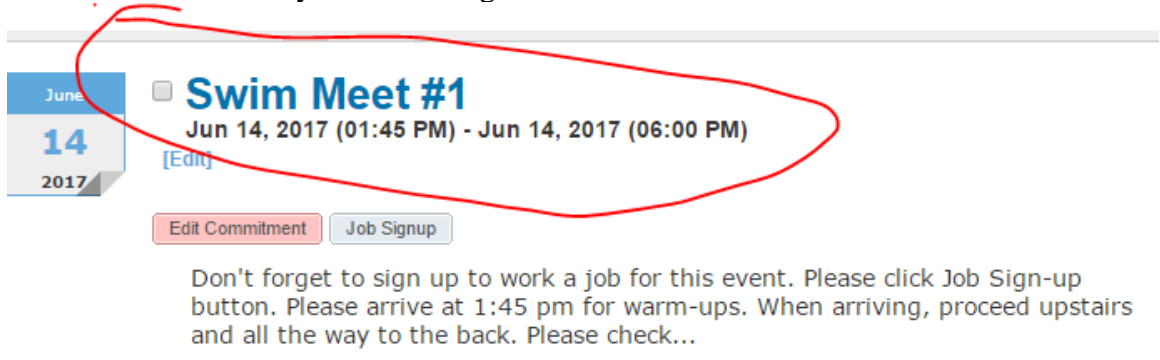 June
14
2017
Swim Meet #1
Jun 14, 2017 (01:45 PM) - Jun 14, 2017 (06:00 PM)
[Edit]
Edit Commitment Job Signup
Don't forget to sign up to work a job for this event. Please click Job Sign-up
button. Please arrive at 1:45 pm for warm-ups. When arriving, proceed upstairs
and all the way to the back. Please check...